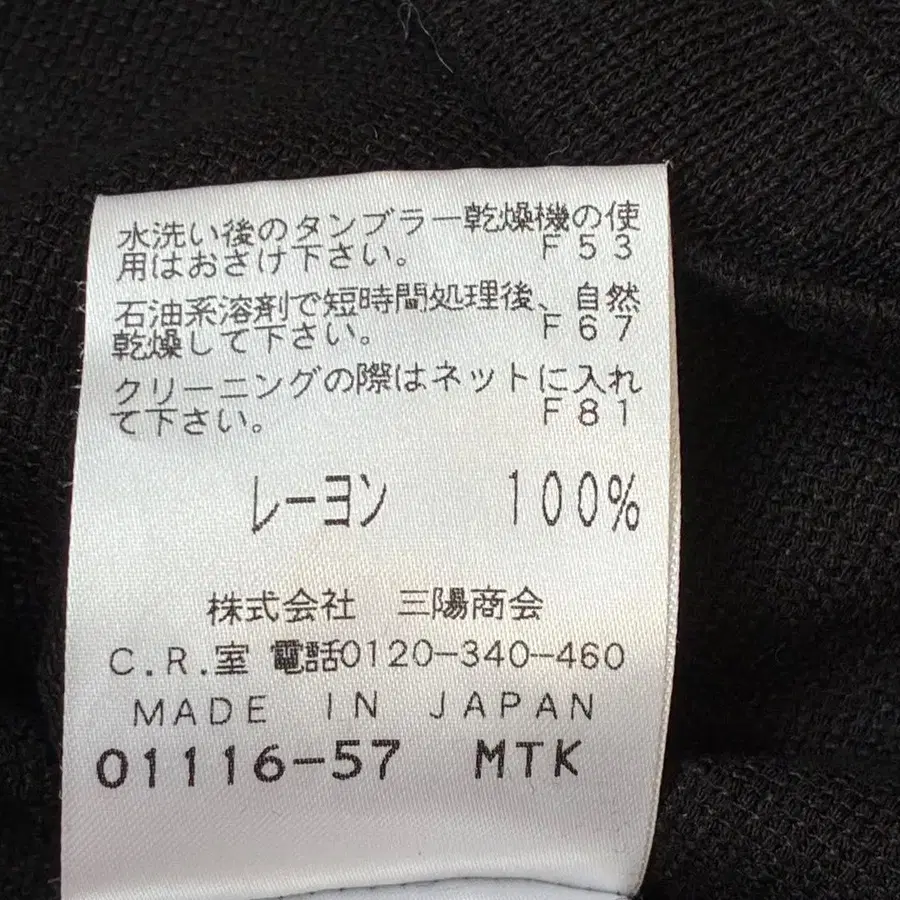 水洗い後のタンブラー乾燥機の使
用はおさけ下さい。 F53
石油系溶剤で短時間処理後、自然
乾燥して下さい。 F67
クリーニングの際はネットに入れ
て下さい。 F81
レーヨン 100%
株式会社 三陽商会
C.R.室 電話0120-340-460
MADE IN JAPAN
01116-57 MTK